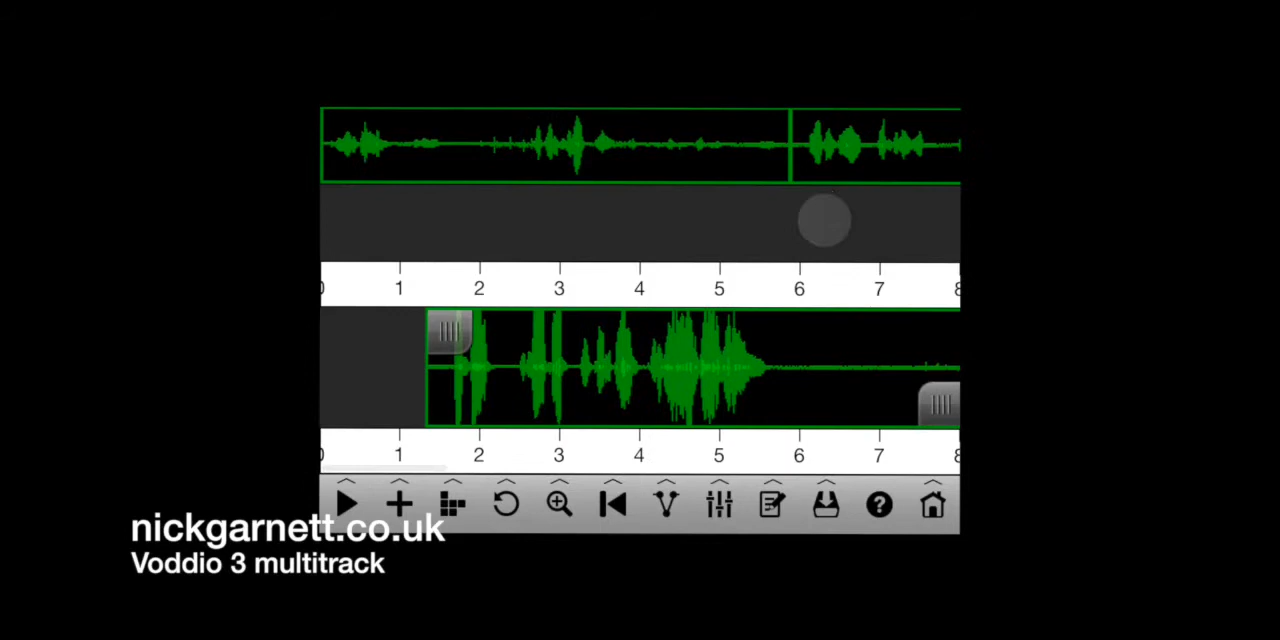 0 1 2 3 4 5 6 7 8
0 1 2 3 4 5 6 7 8
?
nickgarnett.co.uk
Voddio 3 multitrack